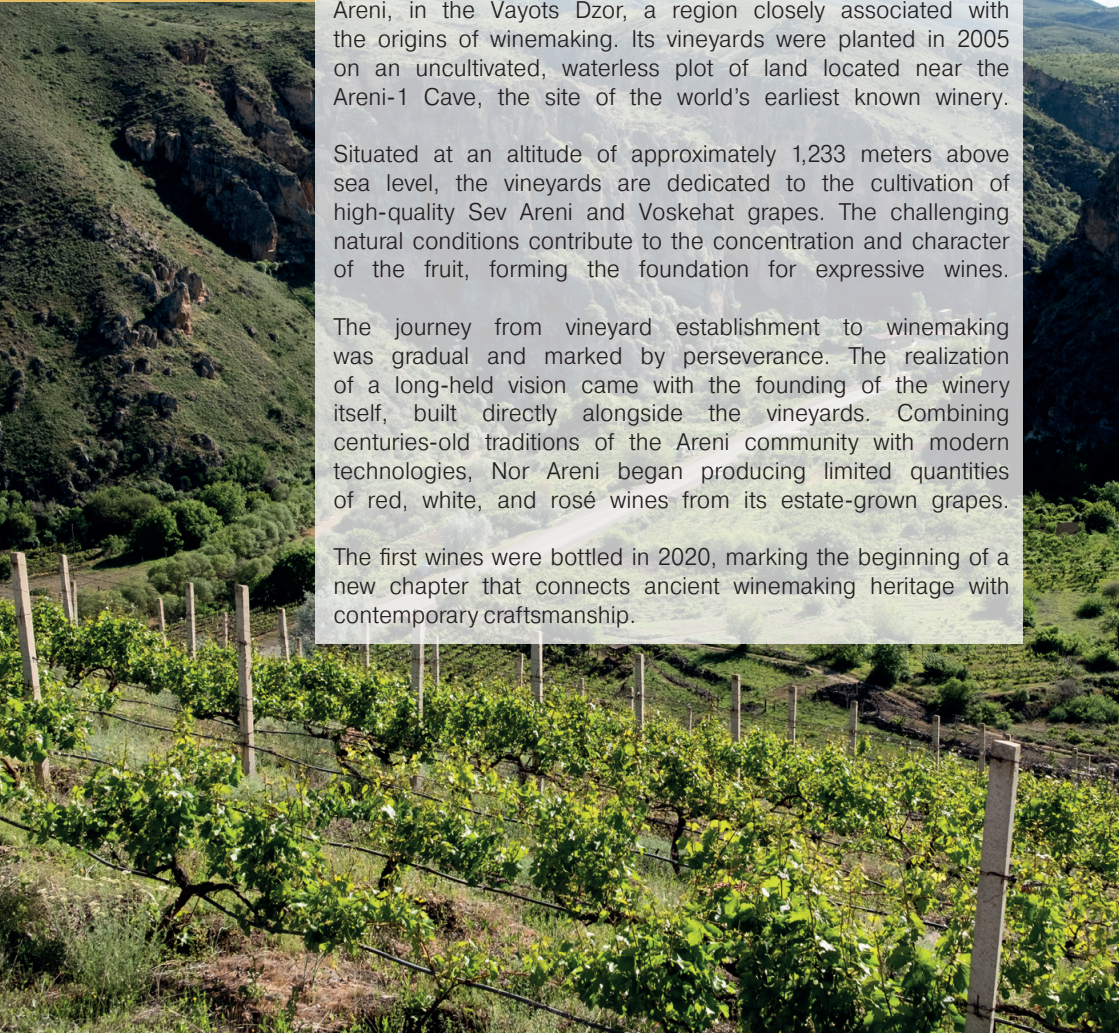 Areni, in the Vayots Dzor, a region closely associated with
the origins of winemaking. Its vineyards were planted in 2005
on an uncultivated, waterless plot of land located near the
Areni-1 Cave, the site of the world's earliest known winery.
Situated at an altitude of approximately 1,233 meters above
sea level, the vineyards are dedicated to the cultivation of
high-quality Sev Areni and Voskehat grapes. The challenging
natural conditions contribute to the concentration and character
of the fruit, forming the foundation for expressive wines.
The journey from vineyard establishment to winemaking
was gradual and marked by perseverance. The realization
of a long-held vision came with the founding of the winery
itself, built directly alongside the vineyards. Combining
centuries-old traditions of the Areni community with modern
technologies, Nor Areni began producing limited quantities
of red, white, and rosé wines from its estate-grown grapes.
The first wines were bottled in 2020, marking the beginning of a
new chapter that connects ancient winemaking heritage with
contemporary craftsmanship.